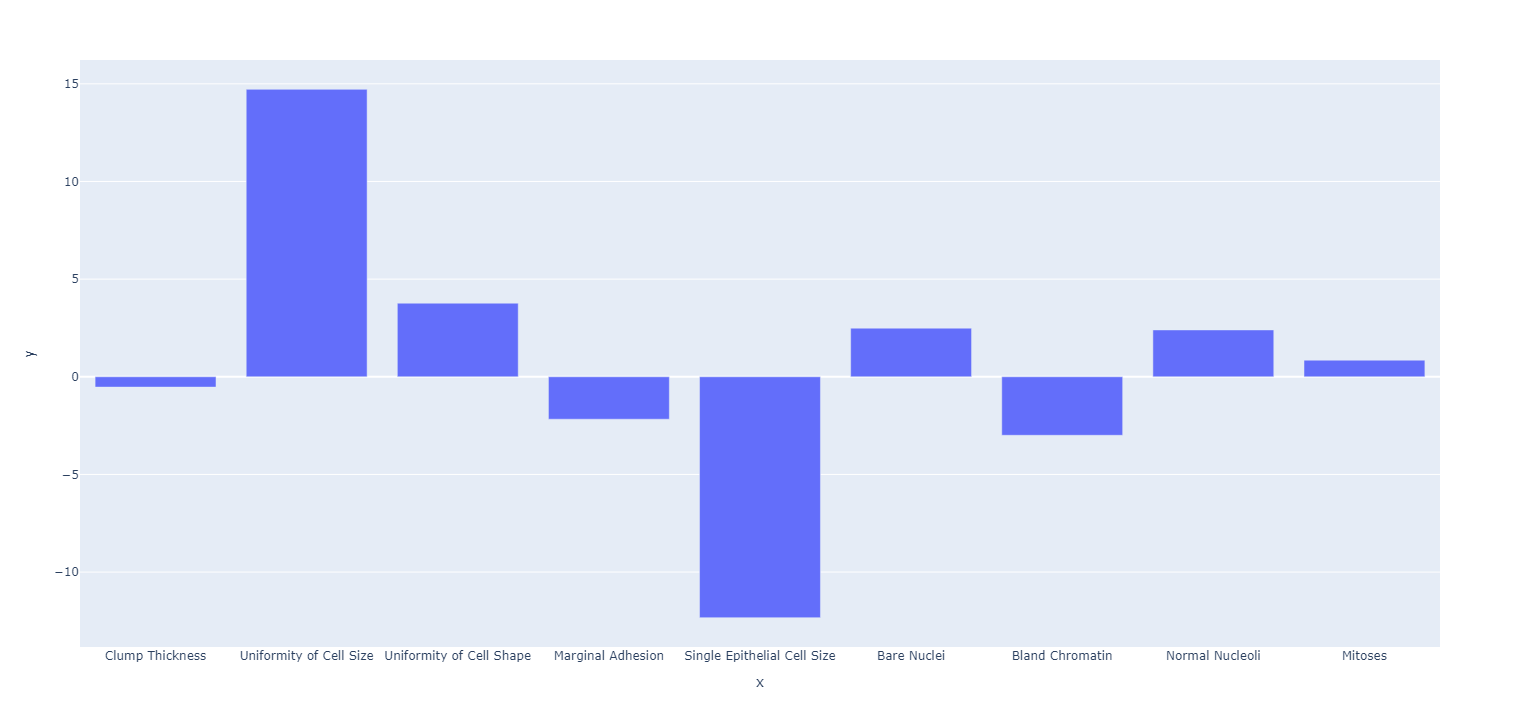 15
10
5
0
−5
−10
y
Clump Thickness Uniformity of Cell Size Uniformity of Cell Shape Marginal Adhesion Single Epithelial Cell Size Bare Nuclei Bland Chromatin Normal Nucleoli Mitoses
x